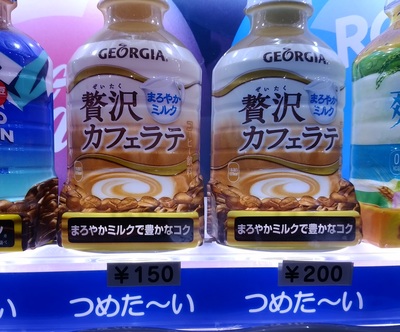 GEORGIA
ぜいたく
贅沢
まろやか
ミルク
カフェラテ
まろやかミルクで豊かなコク
GEORGIA
ぜいたく
贅沢
まろやか
ミルク
カフェラテ
まろやかミルクで豊かなコク
¥150
¥200
い
つめた〜い
つめた〜い